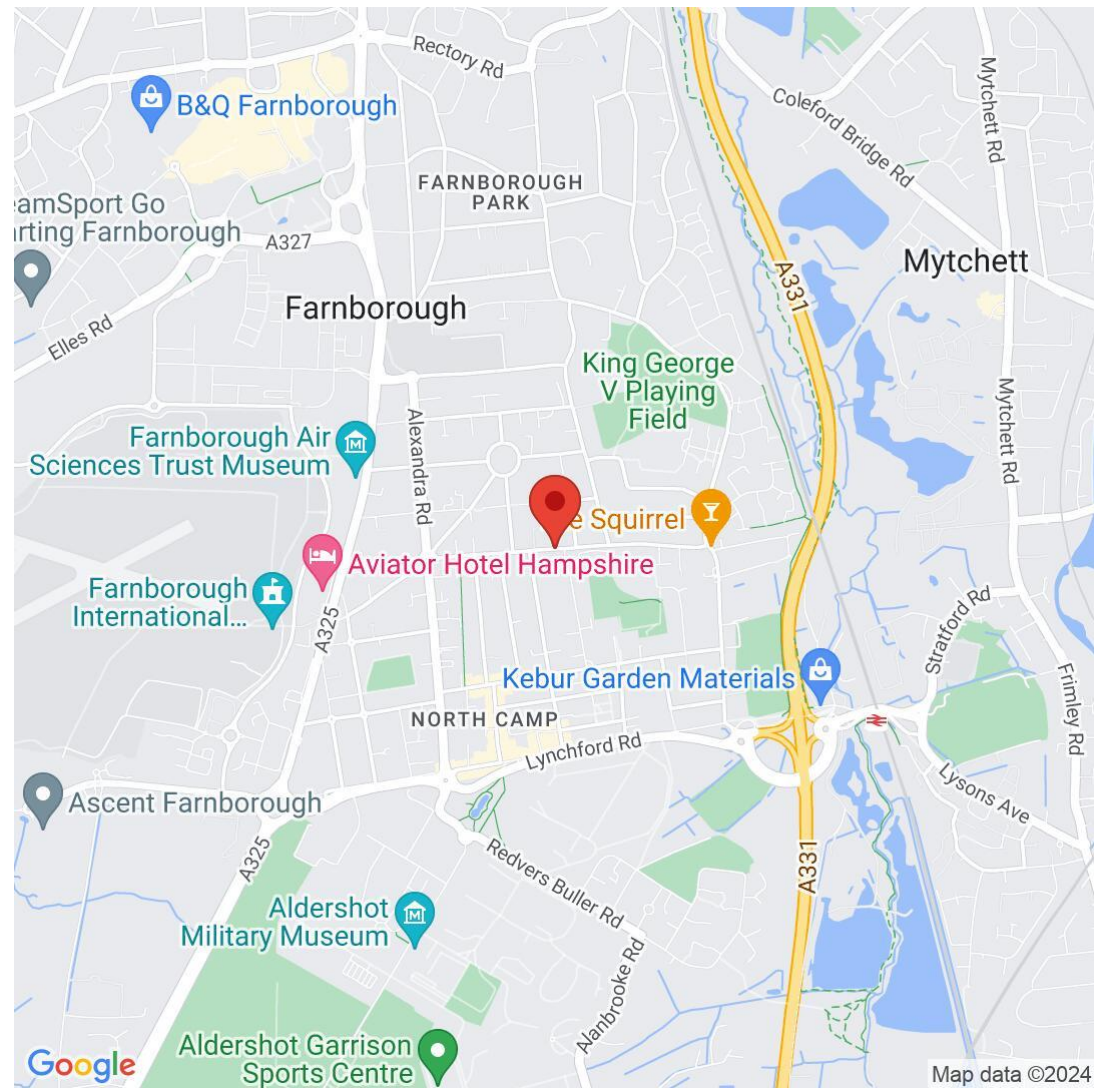 Rectory Rd
B&Q Farnborough
Coleford Bridge Rd
Mytchett Rd
FARNBOROUGH
PARK
eamSport Go
arting Farnborough
A327
A331
Mytchett
Farnborough
Elles Rd
King George
V Playing
Field
Mytchett Rd
Farnborough Air
Sciences Trust Museum
Alexandra Rd
e Squirrel
Aviator Hotel Hampshire
Farnborough
International...
A325
Stratford Rd
Kebur Garden Materials
Frimley Rd
NORTH CAMP
Lynchford Rd
Lysons Ave
Ascent Farnborough
A325
A331
Redvers Buller Rd
Aldershot
Military Museum
Alanbrooke Rd
Aldershot Garrison
Sports Centre
Google
Map data ©2024